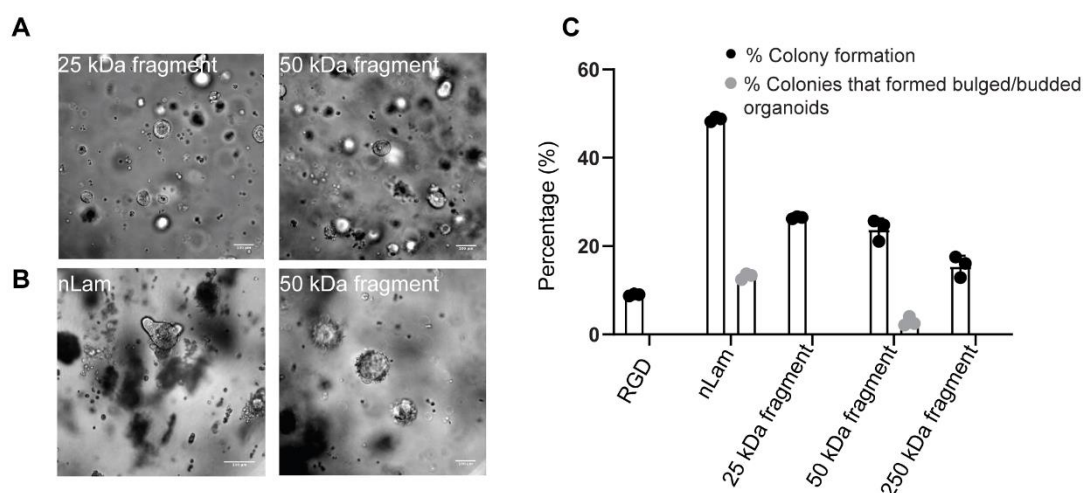 A
25 kDa fragment
50 kDa fragment
B
nLam
50 kDa fragment
C
% Colony formation
% Colonies that formed bulged/budded
organoids
Percentage (%)
60
40
20
0
RGD
nLam
25 kDa fragment
50 kDa fragment
250 kDa fragment